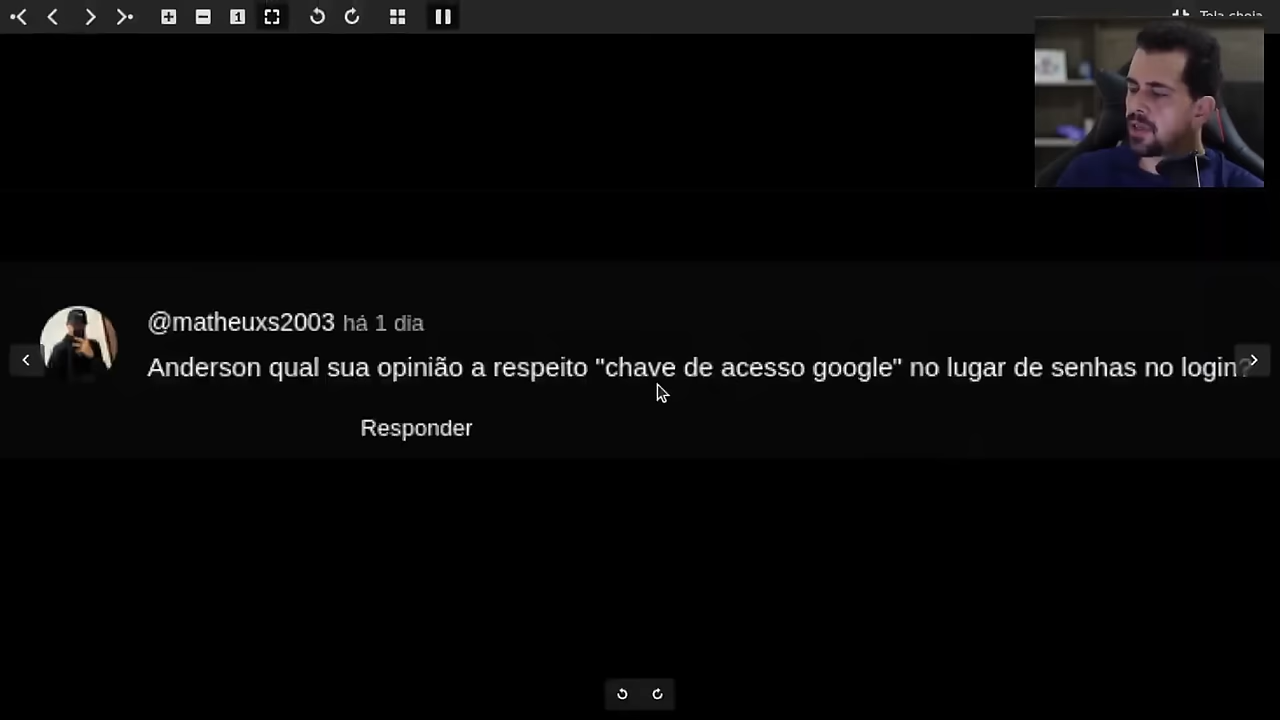 1
@matheuxs2003 há 1 dia
Anderson qual sua opinião a respeito "chave de acesso google" no lugar de senhas no login?
Responder